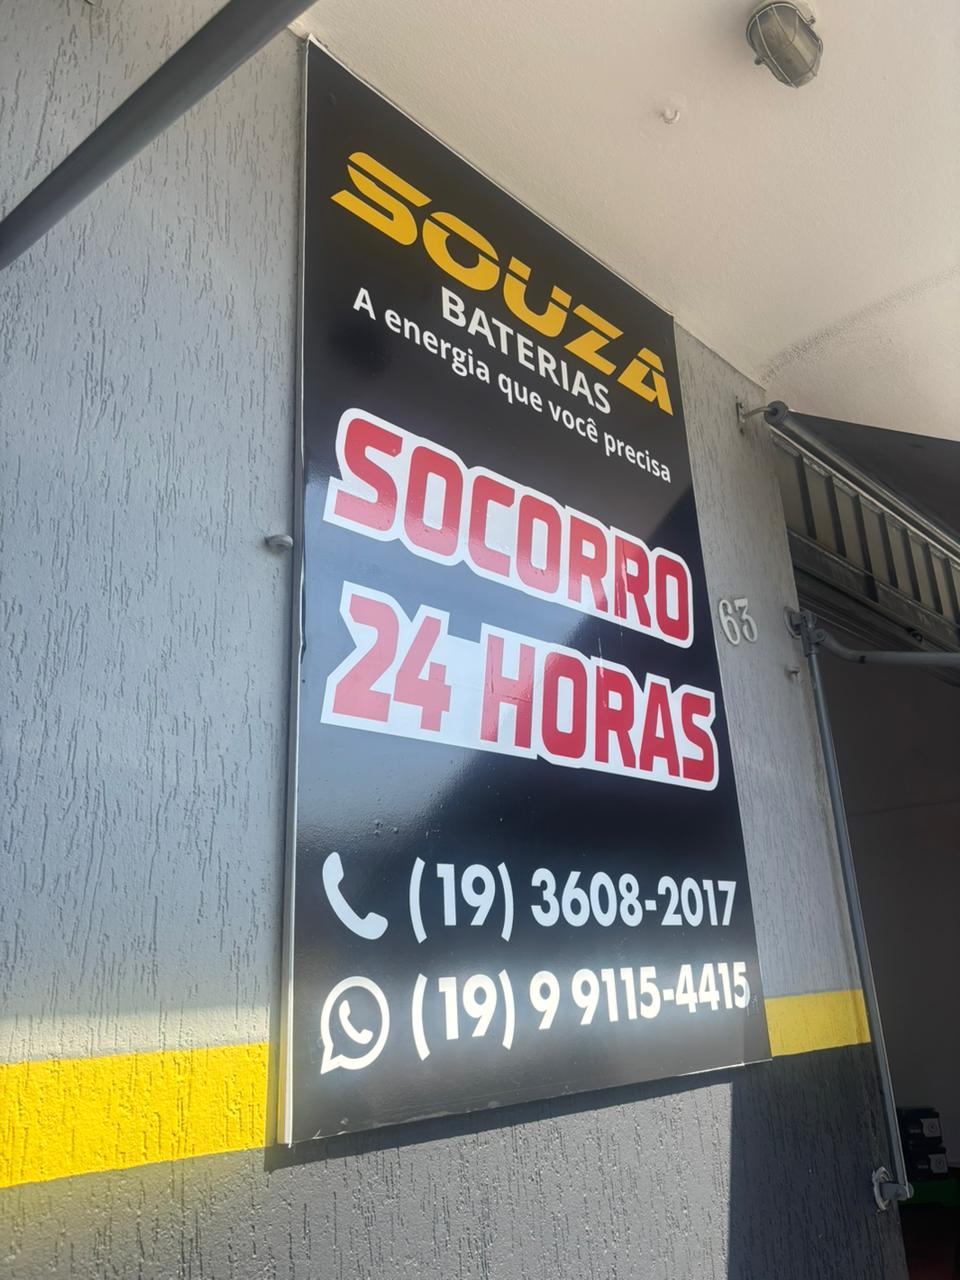 SOUZA
BATERIAS
A energia que você precisa
SOCORRO
24 HORAS
63
(19) 3608-2017
(19) 9 9115-4415